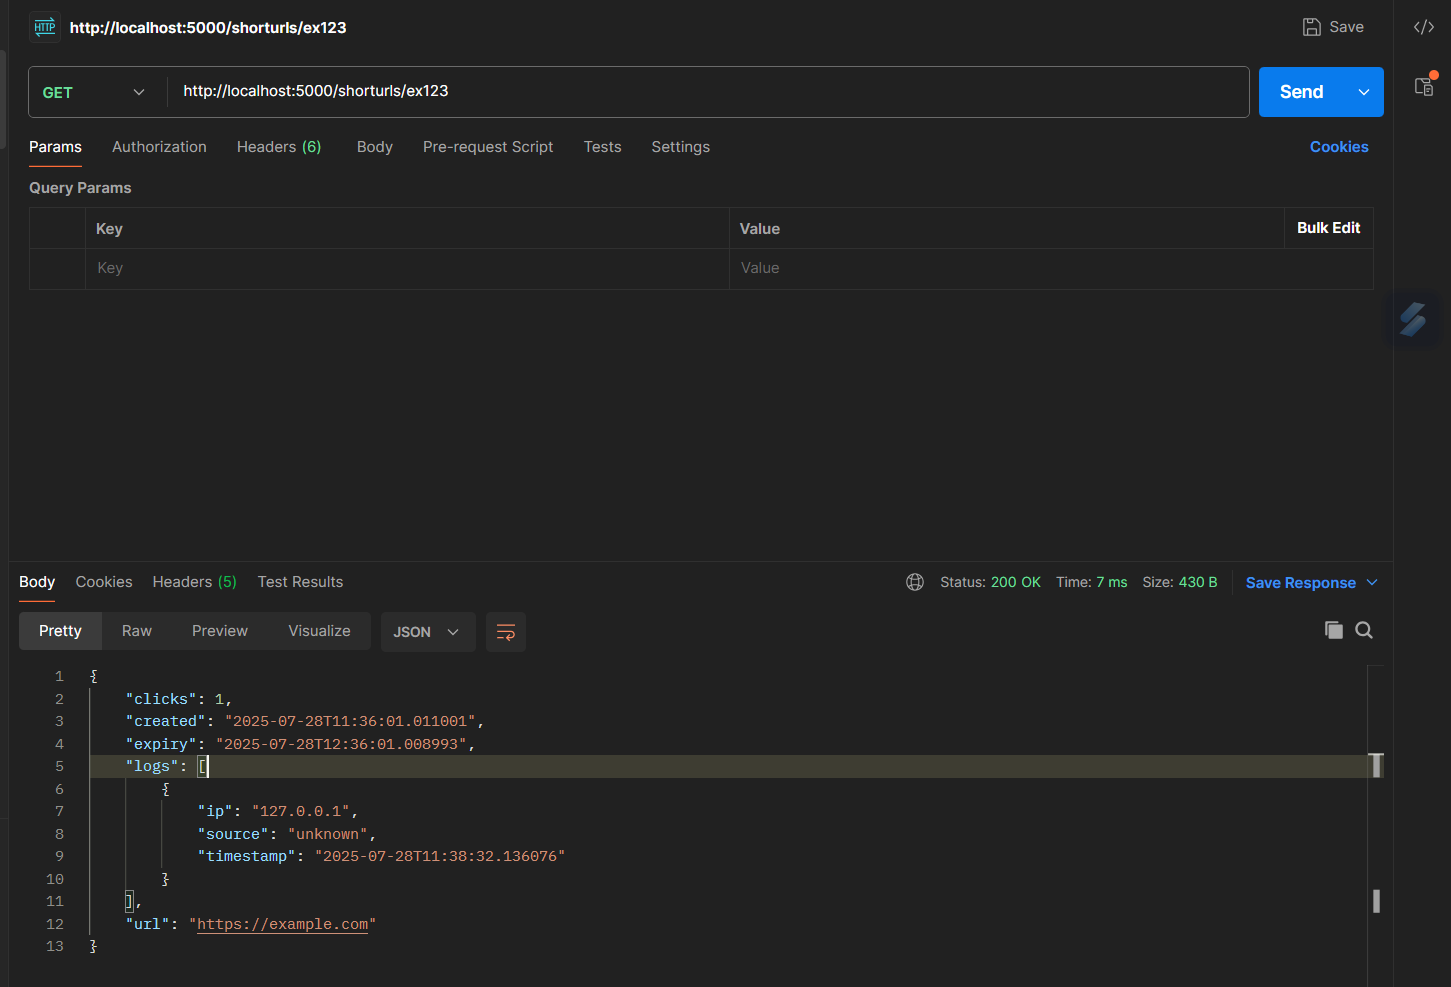 HTTP http://localhost:5000/shorturls/ex123 Save
GET http://localhost:5000/shorturls/ex123 Send
Params Authorization Headers (6) Body Pre-request Script Tests Settings Cookies
Query Params
Key Value Bulk Edit
Key Value
Body Cookies Headers (5) Test Results Status: 200 OK Time: 7 ms Size: 430 B Save Response
Pretty Raw Preview Visualize JSON
1 {
2 "clicks": 1,
3 "created": "2025-07-28T11:36:01.011001",
4 "expiry": "2025-07-28T12:36:01.008993",
5 "logs": [
6 {
7 "ip": "127.0.0.1",
8 "source": "unknown",
9 "timestamp": "2025-07-28T11:38:32.136076"
10 }
11 ],
12 "url": "https://example.com"
13 }